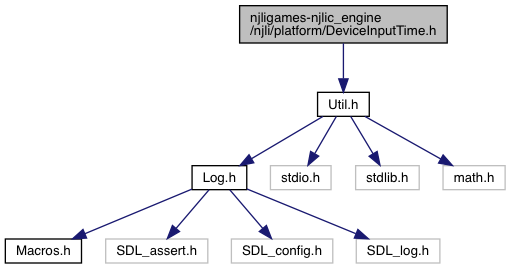 njligames-njlic_engine
/njli/platform/DeviceInputTime.h
Util.h
Log.h
stdio.h
stdlib.h
math.h
Macros.h
SDL_assert.h
SDL_config.h
SDL_log.h